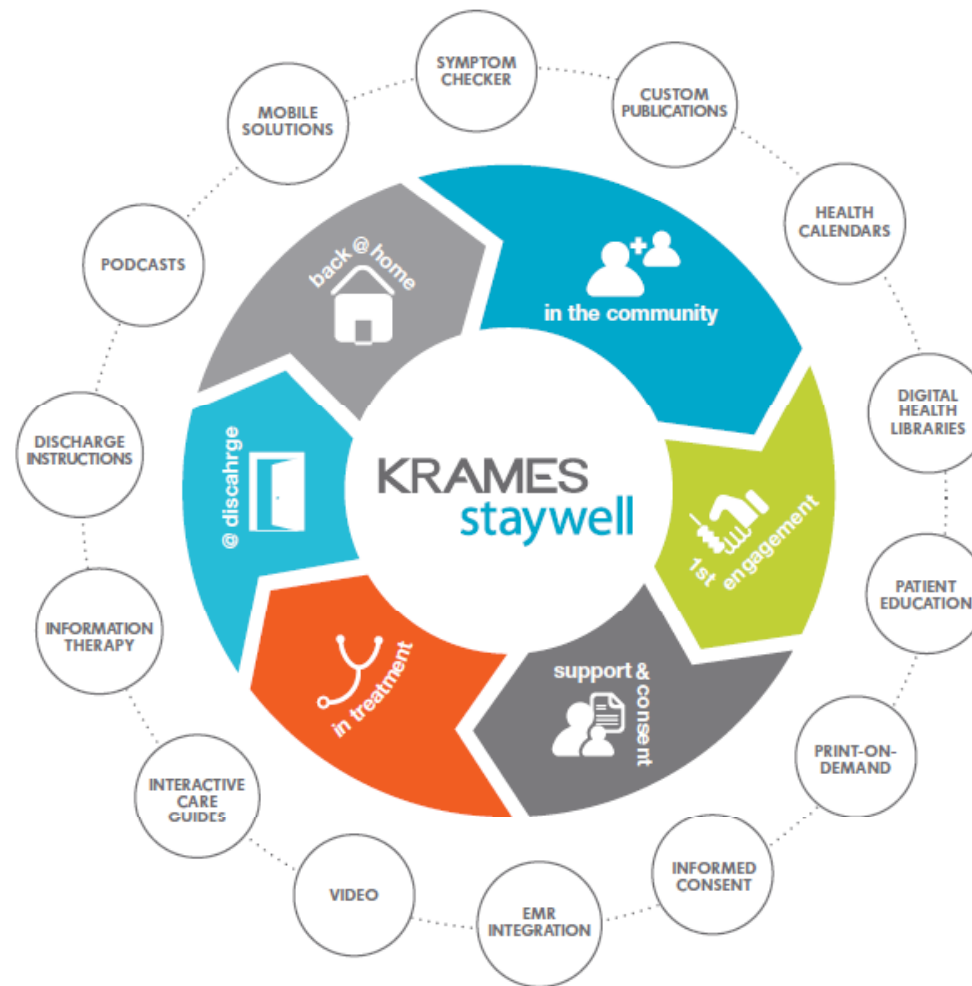 SYMPTOM
CHECKER
CUSTOM
PUBLICATIONS
HEALTH
CALENDARS
DIGITAL
HEALTH
LIBRARIES
PATIENT
EDUCATION
PRINT-ON-
DEMAND
INFORMED
CONSENT
EMR
INTEGRATION
VIDEO
INTERACTIVE
CARE
GUIDES
INFORMATION
THERAPY
DISCHARGE
INSTRUCTIONS
PODCASTS
MOBILE
SOLUTIONS
in the community
1st engagement
support & consent
in treatment
@ discahrge
back @ home
KRAMES
staywell